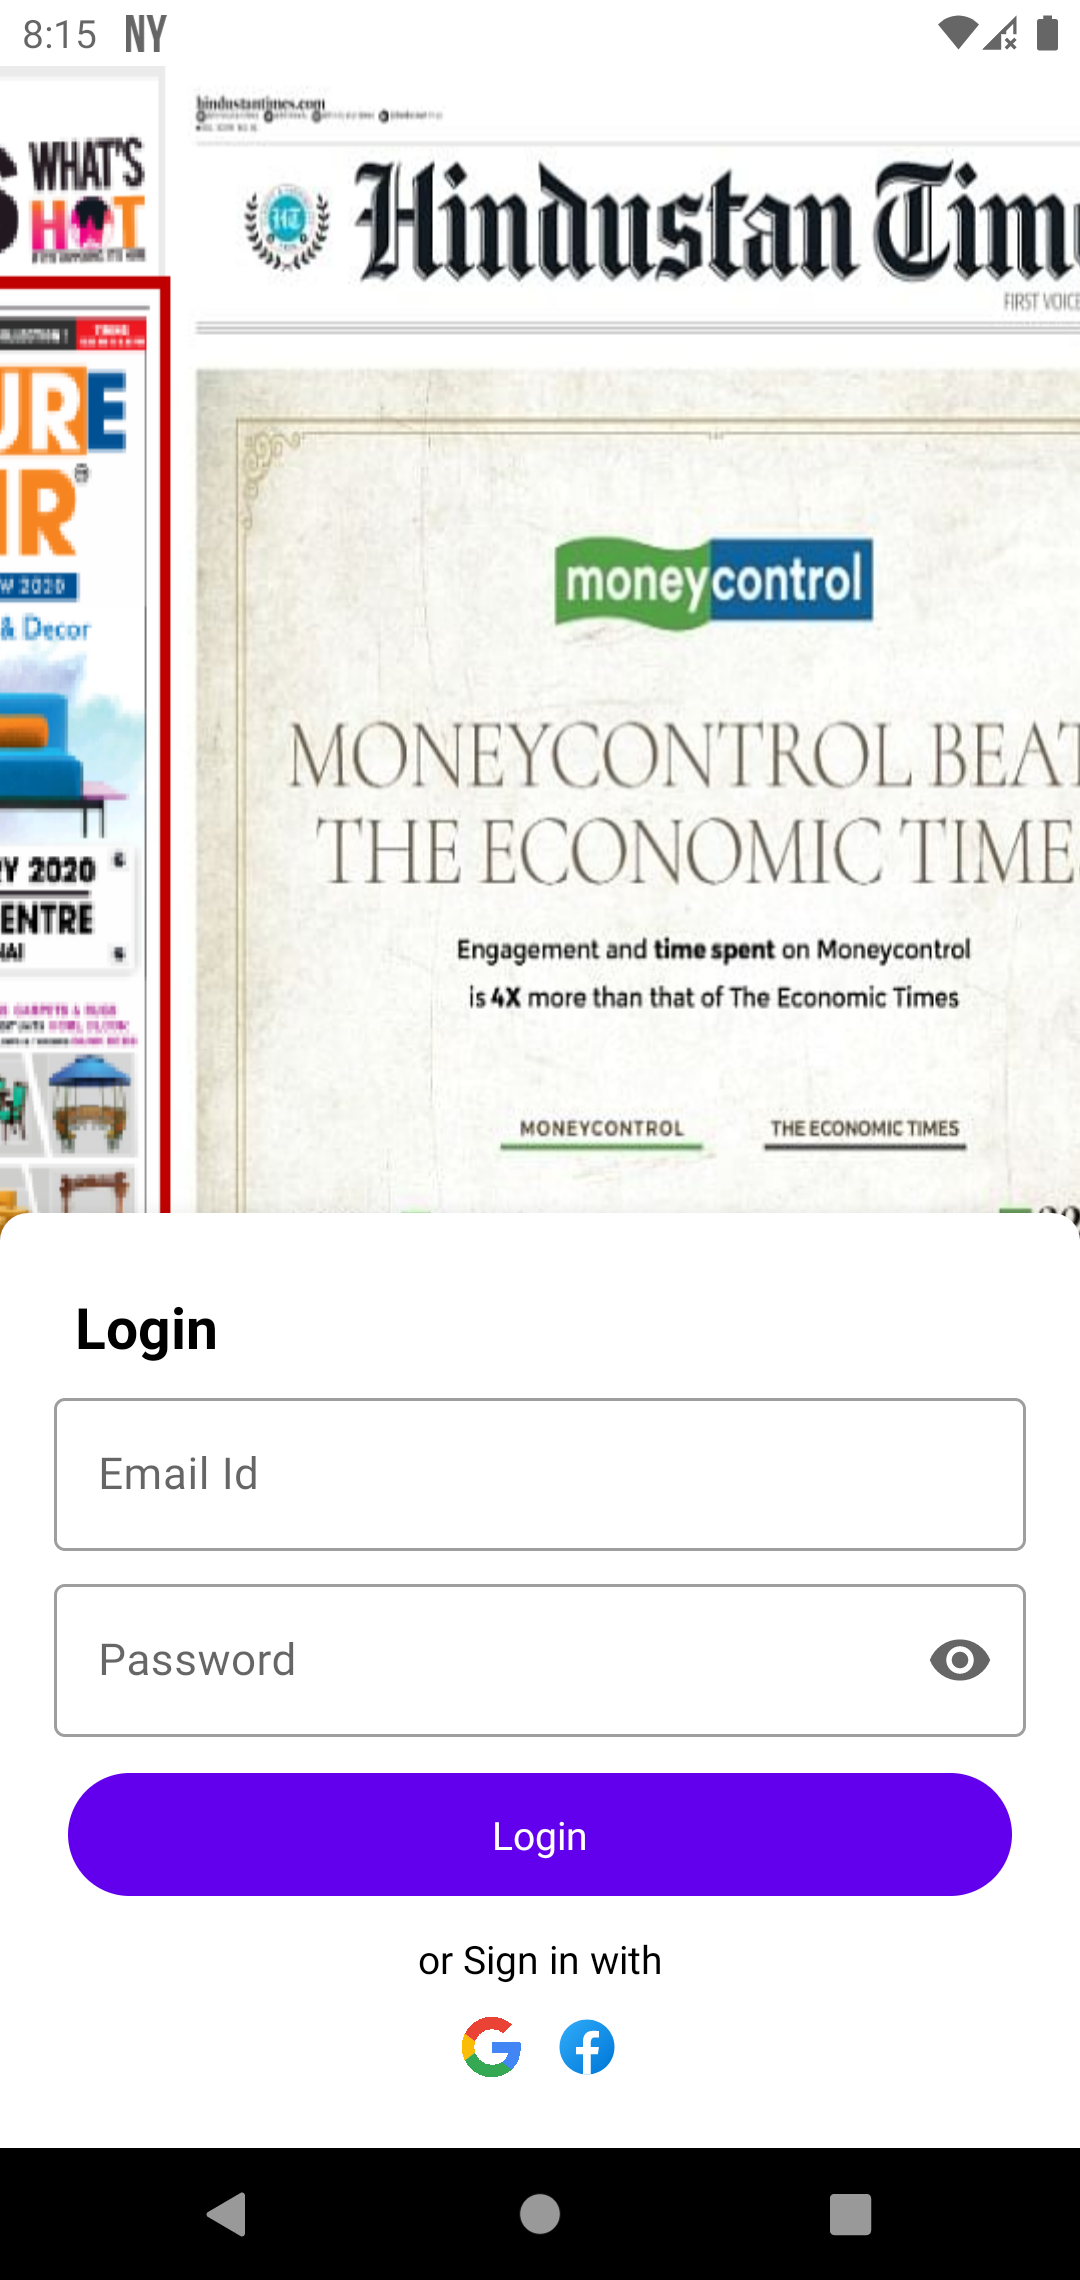 8:15 NY
WHAT'S
HOT
hindustantimes.com
Hindustan Tim
FIRST VOICE
URE
IR
W 2020
& Decor
RY 2020
ENTRE
NAI
moneycontrol
MONEYCONTROL BEAT
THE ECONOMIC TIME
Engagement and time spent on Moneycontrol
is 4X more than that of The Economic Times
MONEYCONTROL THE ECONOMIC TIMES
Login
Email Id
Password
Login
or Sign in with